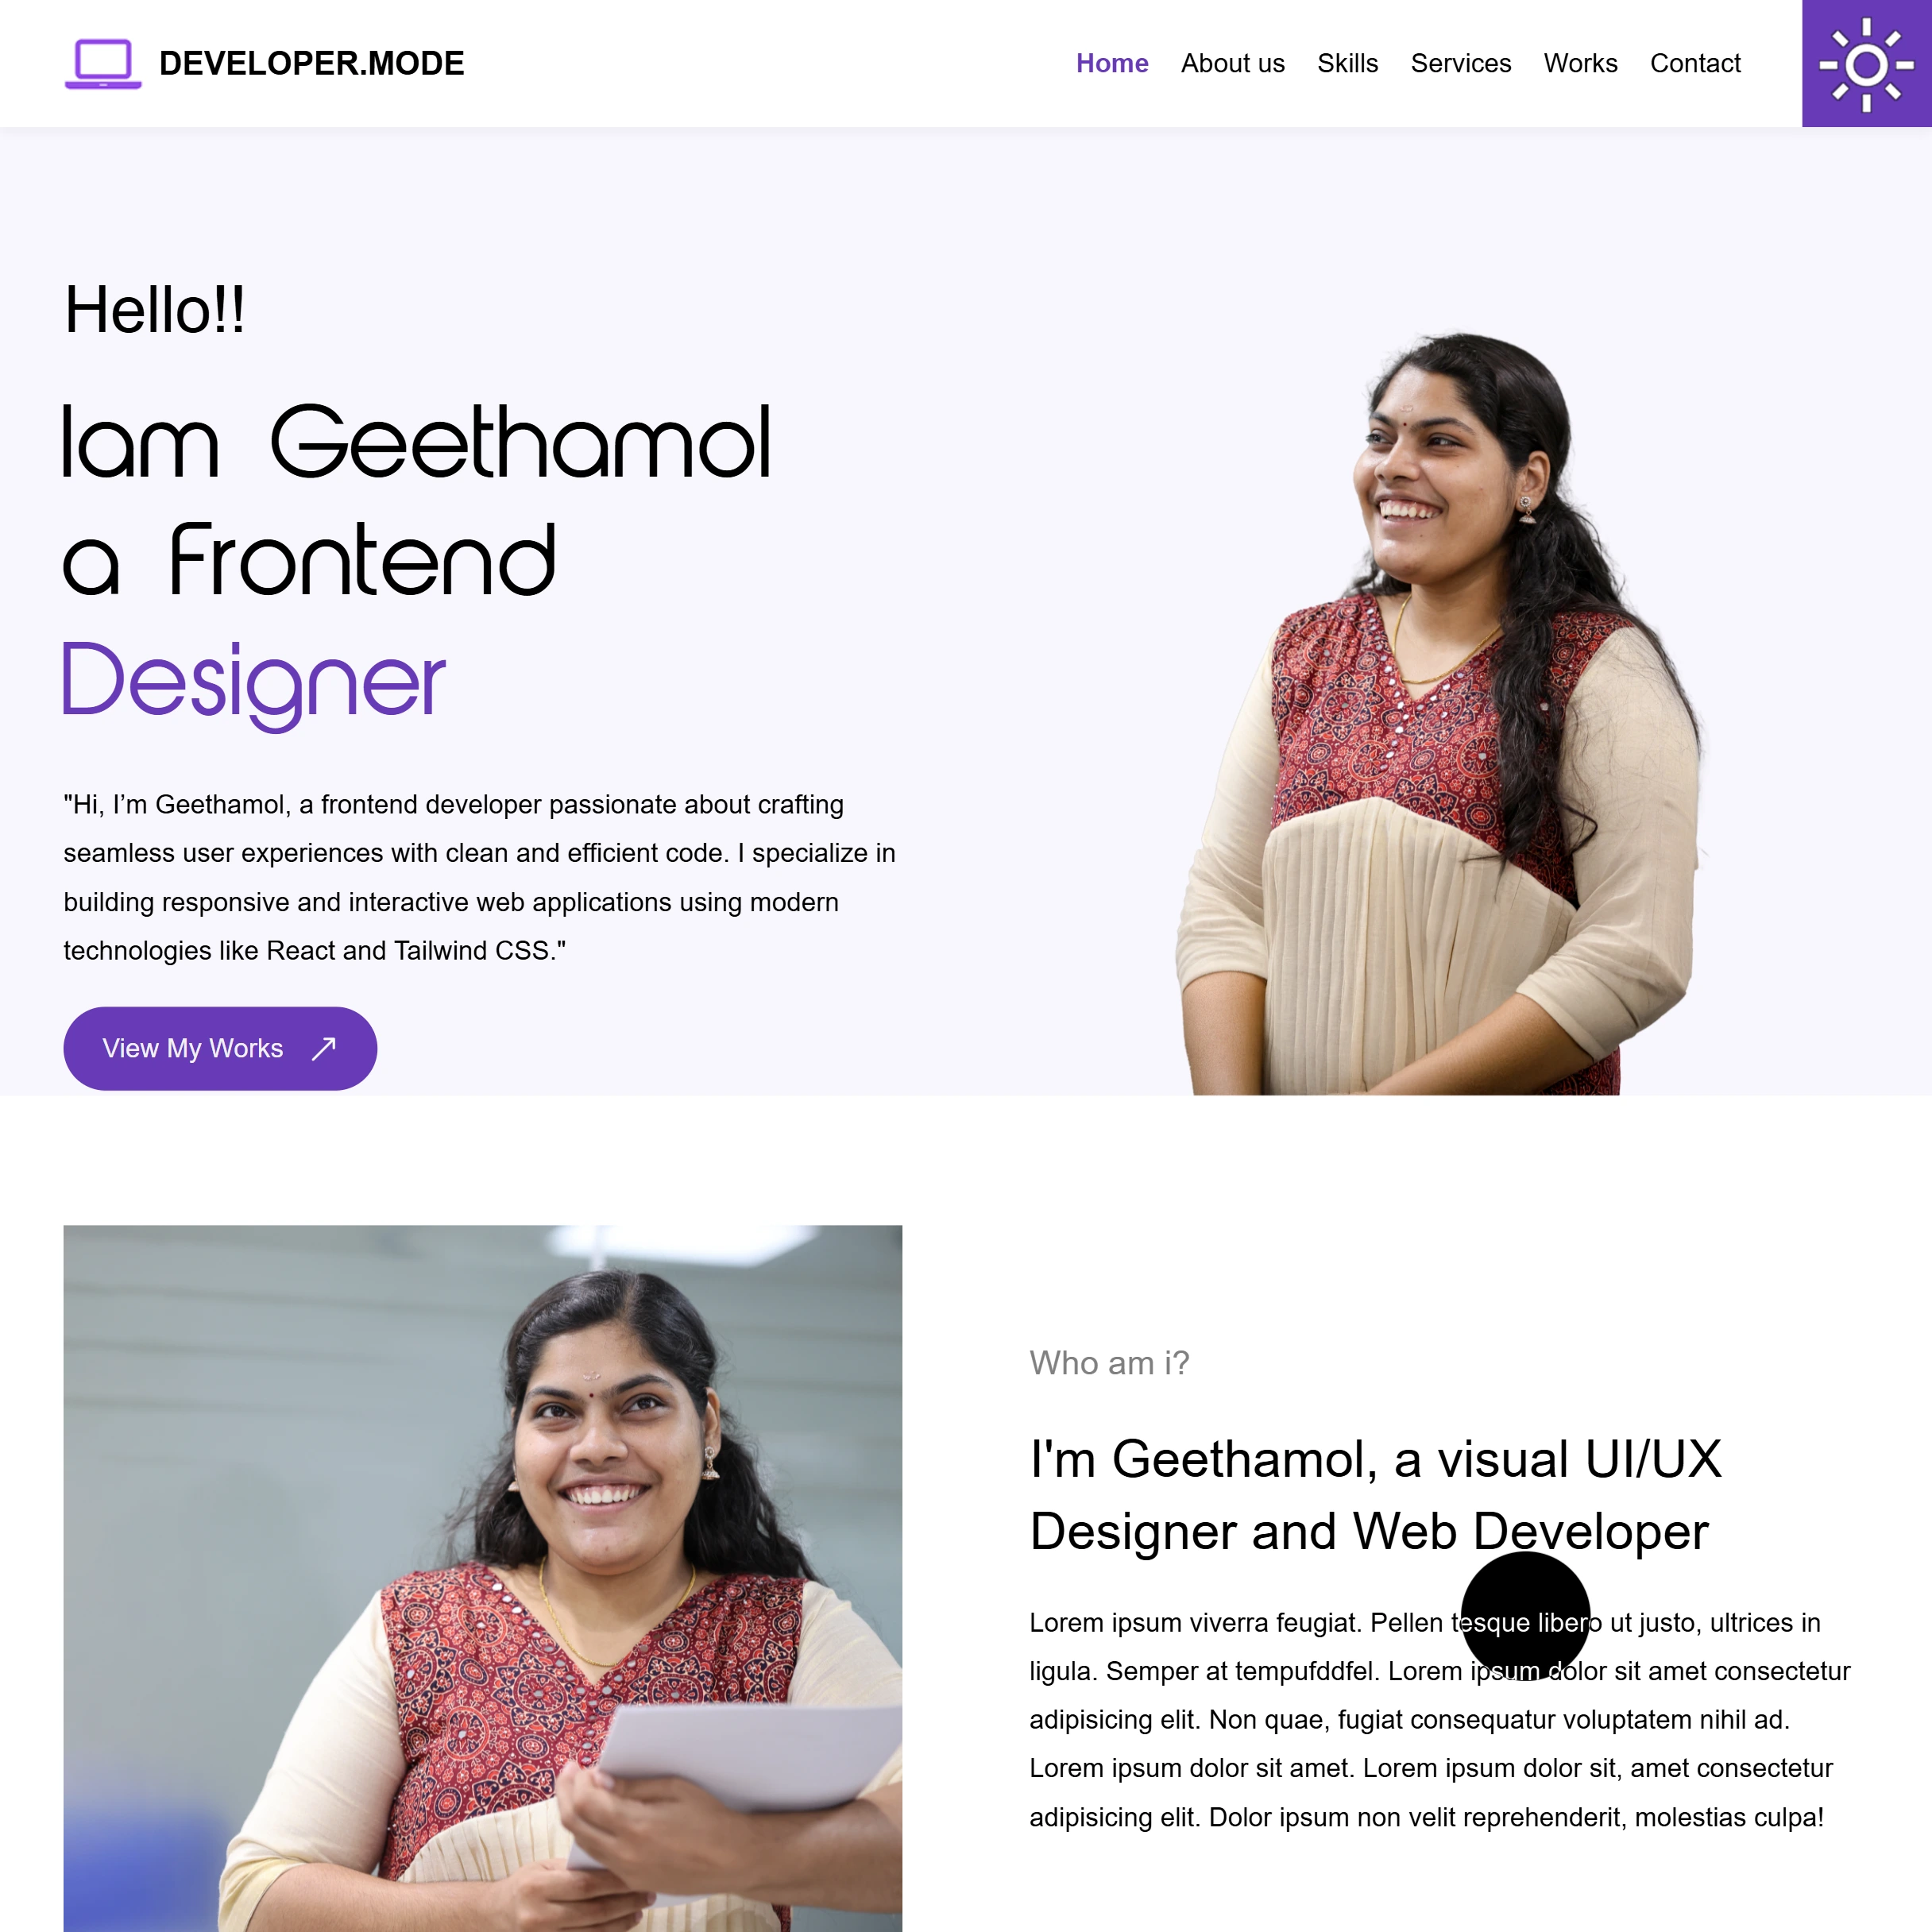 DEVELOPER.MODE
Home About us Skills Services Works Contact
Hello!!
Iam Geethamol
a Frontend
Designer
"Hi, I’m Geethamol, a frontend developer passionate about crafting
seamless user experiences with clean and efficient code. I specialize in
building responsive and interactive web applications using modern
technologies like React and Tailwind CSS."
View My Works
Who am i?
I'm Geethamol, a visual UI/UX
Designer and Web Developer
Lorem ipsum viverra feugiat. Pellen tesque libero ut justo, ultrices in
ligula. Semper at tempufddfel. Lorem ipsum dolor sit amet consectetur
adipisicing elit. Non quae, fugiat consequatur voluptatem nihil ad.
Lorem ipsum dolor sit amet. Lorem ipsum dolor sit, amet consectetur
adipisicing elit. Dolor ipsum non velit reprehenderit, molestias culpa!